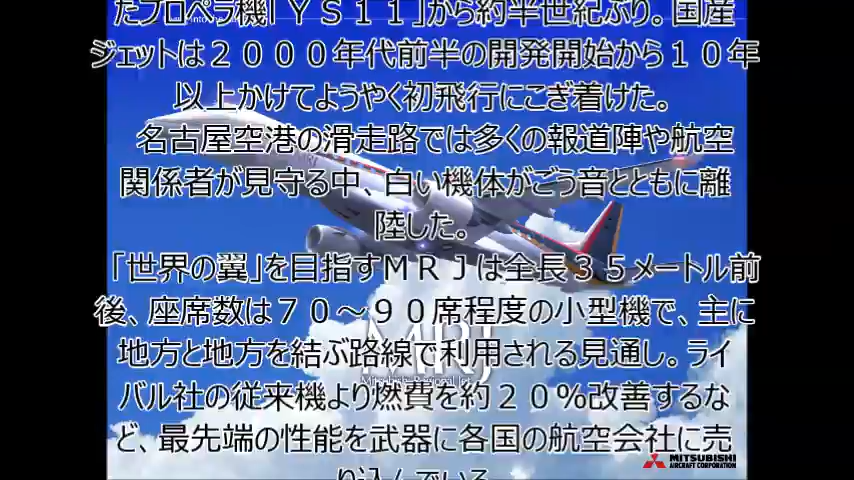 たプロペラ機「ＹＳ１１」から約半世紀ぶり。国産
ジェットは２０００年代前半の開発開始から１０年
以上かけてようやく初飛行にこぎ着けた。
名古屋空港の滑走路では多くの報道陣や航空
関係者が見守る中、白い機体がごう音とともに離
陸した。
「世界の翼」を目指すＭＲＪは全長３５メートル前
後、座席数は７０～９０席程度の小型機で、主に
地方と地方を結ぶ路線で利用される見通し。ライ
バル社の従来機より燃費を約２０％改善するな
ど、最先端の性能を武器に各国の航空会社に売
り込んでいる
MRJ
MRJ
Mitsubishi Regional Jet
MITSUBISHI
AIRCRAFT CORPORATION